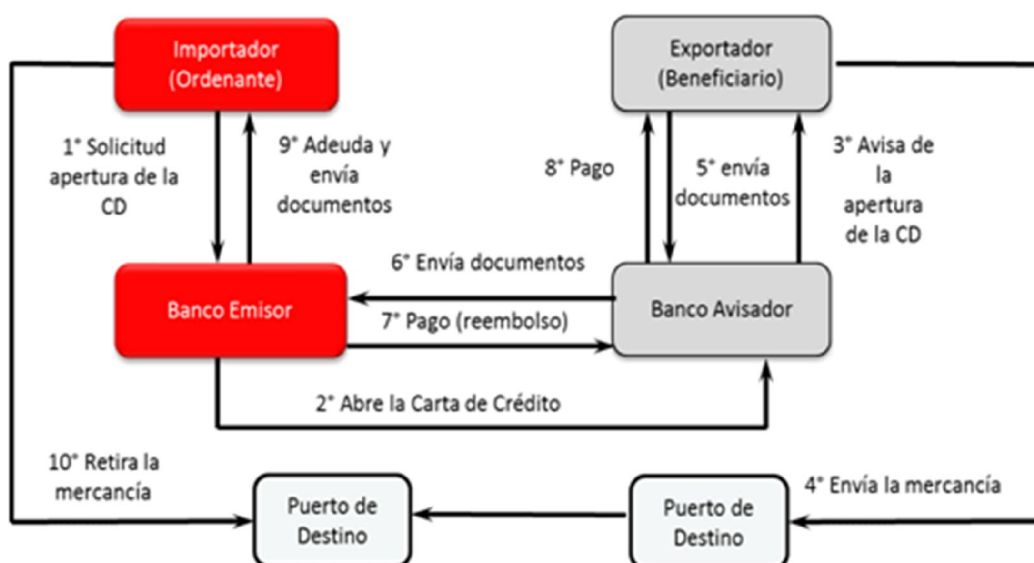 Importador
(Ordenante)
Exportador
(Beneficiario)
1° Solicitud
apertura de la
CD
9° Adeuda y
envía
documentos
8° Pago
5° envía
documentos
3° Avisa de
la
apertura
de la CD
6° Envía documentos
Banco Emisor
Banco Avisador
7° Pago (reembolso)
2° Abre la Carta de Crédito
10° Retira la
mercancía
Puerto de
Destino
Puerto de
Destino
4° Envía la mercancía